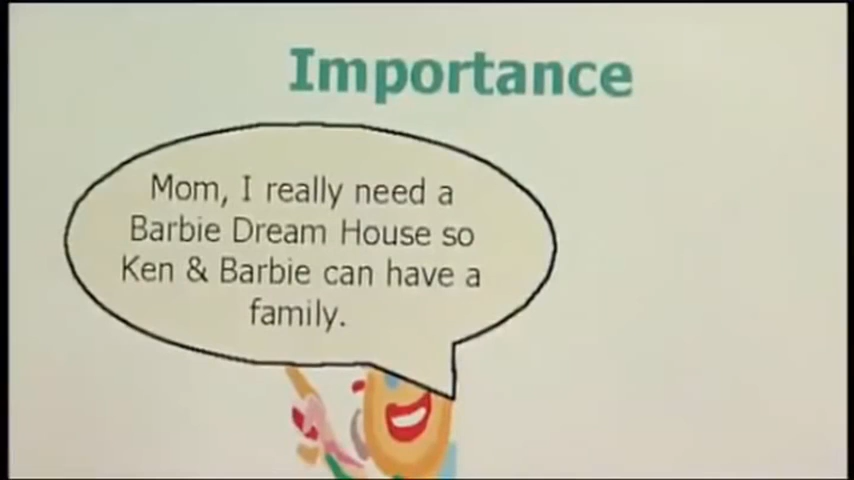 Importance
Mom, I really need a
Barbie Dream House so
Ken & Barbie can have a
family.